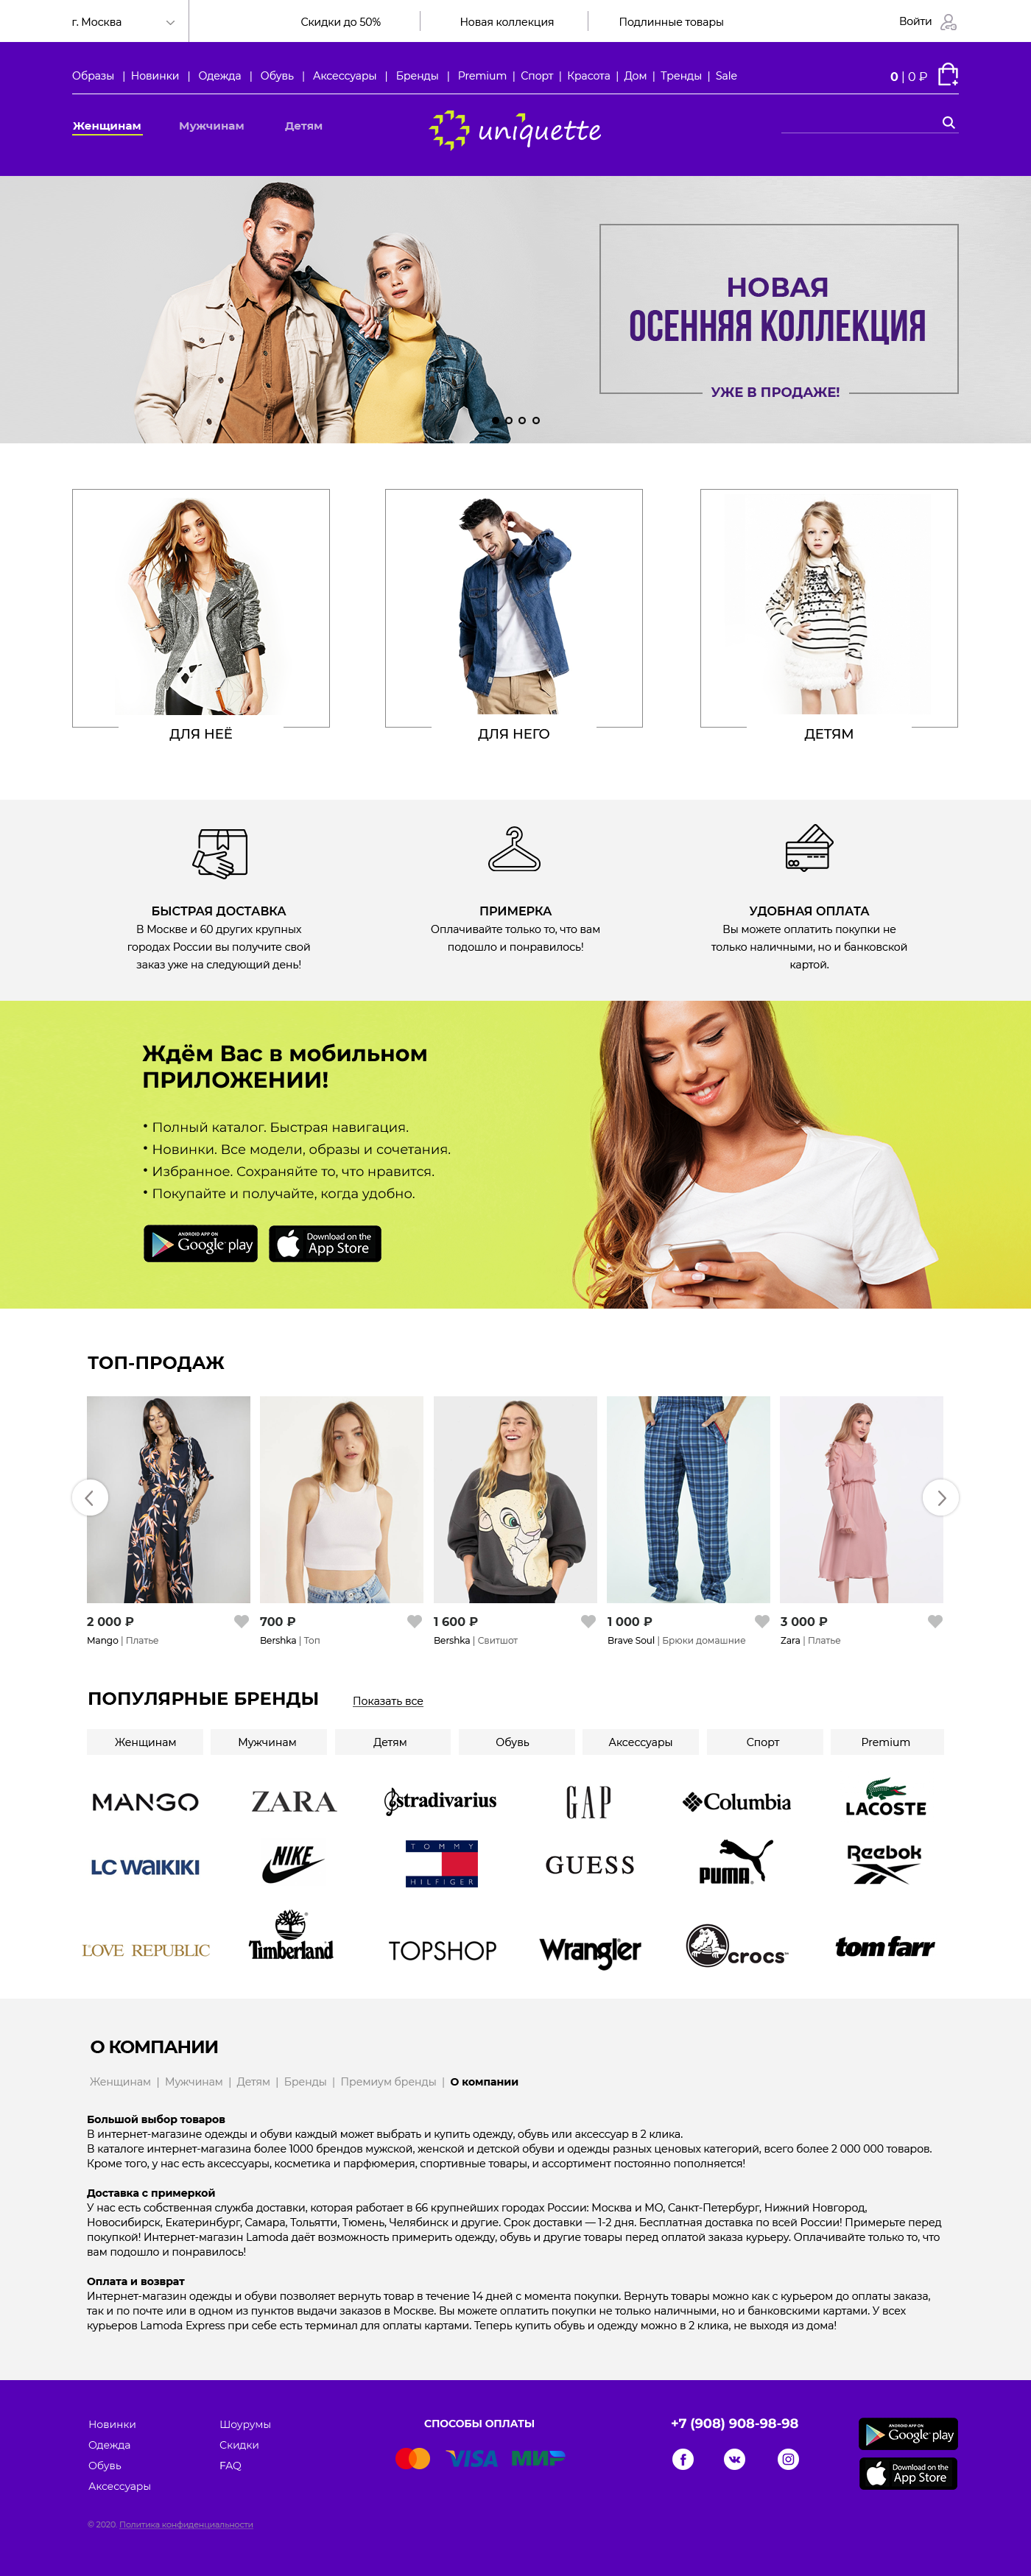 г. Москва
Скидки до 50%
Новая коллекция
Подлинные товары
Войти
Образы | Новинки | Одежда | Обувь | Аксессуары | Бренды | Premium | Спорт | Красота | Дом | Тренды | Sale
0 | 0 ₽
Женщинам
Мужчинам
Детям
uniquette
НОВАЯ
ОСЕННЯЯ КОЛЛЕКЦИЯ
УЖЕ В ПРОДАЖЕ!
ДЛЯ НЕЁ
ДЛЯ НЕГО
ДЕТЯМ
БЫСТРАЯ ДОСТАВКА
В Москве и 60 других крупных
городах России вы получите свой
заказ уже на следующий день!
ПРИМЕРКА
Оплачивайте только то, что вам
подошло и понравилось!
УДОБНАЯ ОПЛАТА
Вы можете оплатить покупки не
только наличными, но и банковской
картой.
Ждём Вас в мобильном
ПРИЛОЖЕНИИ!
• Полный каталог. Быстрая навигация.
• Новинки. Все модели, образы и сочетания.
• Избранное. Сохраняйте то, что нравится.
• Покупайте и получайте, когда удобно.
ANDROID APP ON
Google play
Download on the
App Store
ТОП-ПРОДАЖ
2 000 ₽
Mango | Платье
700 ₽
Bershka | Топ
1 600 ₽
Bershka | Свитшот
1 000 ₽
Brave Soul | Брюки домашние
3 000 ₽
Zara | Платье
ПОПУЛЯРНЫЕ БРЕНДЫ
Показать все
Женщинам
Мужчинам
Детям
Обувь
Аксессуары
Спорт
Premium
MANGO
ZARA
stradivarius
GAP
Columbia
LACOSTE
LC WAIKIKI
NIKE
TOMMY
HILFIGER
GUESS
PUMA
Reebok
LOVE REPUBLIC
Timberland
TOPSHOP
Wrangler
crocs™
tom farr
О КОМПАНИИ
Женщинам | Мужчинам | Детям | Бренды | Премиум бренды | О компании
Большой выбор товаров
В интернет-магазине одежды и обуви каждый может выбрать и купить одежду, обувь или аксессуар в 2 клика.
В каталоге интернет-магазина более 1000 брендов мужской, женской и детской обуви и одежды разных ценовых категорий, всего более 2 000 000 товаров.
Кроме того, у нас есть аксессуары, косметика и парфюмерия, спортивные товары, и ассортимент постоянно пополняется!
Доставка с примеркой
У нас есть собственная служба доставки, которая работает в 66 крупнейших городах России: Москва и МО, Санкт-Петербург, Нижний Новгород,
Новосибирск, Екатеринбург, Самара, Тольятти, Тюмень, Челябинск и другие. Срок доставки — 1-2 дня. Бесплатная доставка по всей России! Примерьте перед
покупкой! Интернет-магазин Lamoda даёт возможность примерить одежду, обувь и другие товары перед оплатой заказа курьеру. Оплачивайте только то, что
вам подошло и понравилось!
Оплата и возврат
Интернет-магазин одежды и обуви позволяет вернуть товар в течение 14 дней с момента покупки. Вернуть товары можно как с курьером до оплаты заказа,
так и по почте или в одном из пунктов выдачи заказов в Москве. Вы можете оплатить покупки не только наличными, но и банковскими картами. У всех
курьеров Lamoda Express при себе есть терминал для оплаты картами. Теперь купить обувь и одежду можно в 2 клика, не выходя из дома!
Новинки
Одежда
Обувь
Аксессуары
Шоурумы
Скидки
FAQ
СПОСОБЫ ОПЛАТЫ
VISA
МИР
+7 (908) 908-98-98
ANDROID APP ON
Google play
Download on the
App Store
© 2020. Политика конфиденциальности